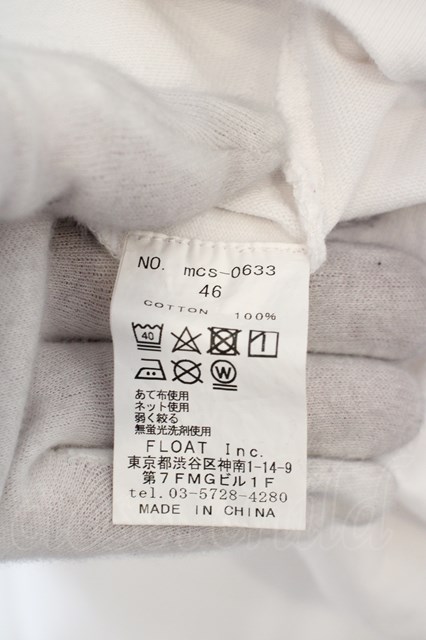 NO. mcs-0633
46
COTTON 100%
40
W
あて布使用
ネット使用
弱く絞る
無蛍光洗剤使用
FLOAT Inc.
東京都渋谷区神南1-14-9
第7FMGビル1F
tel.03-5728-4280
MADE IN CHINA